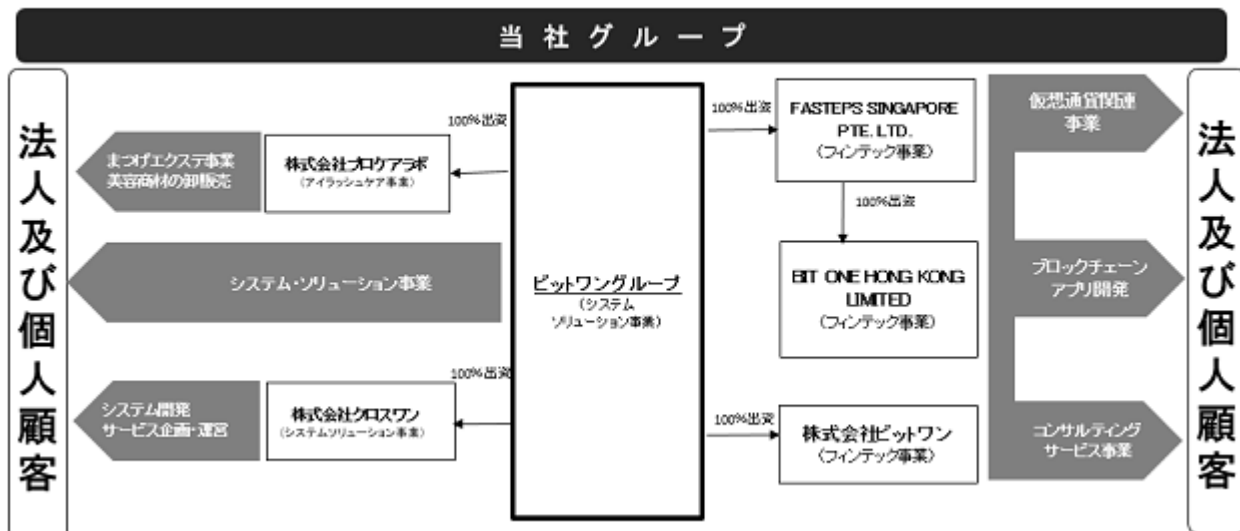 当社グループ
法人及び個人顧客
まつげエクステ事業
美容商材の卸販売
100%出資
株式会社プロケアラボ
(アイラッシュケア事業)
システム・ソリューション事業
システム開発
サービス企画・運営
100%出資
株式会社クロスワン
(システムソリューション事業)
ビットワングループ
(システム
ソリューション事業)
100%出資
FASTEPS SINGAPORE
PTE. LTD.
(フィンテック事業)
100%出資
BIT ONE HONG KONG
LIMITED
(フィンテック事業)
100%出資
株式会社ビットワン
(フィンテック事業)
仮想通貨関連
事業
ブロックチェーン
アプリ開発
コンサルティング
サービス事業
法人及び個人顧客